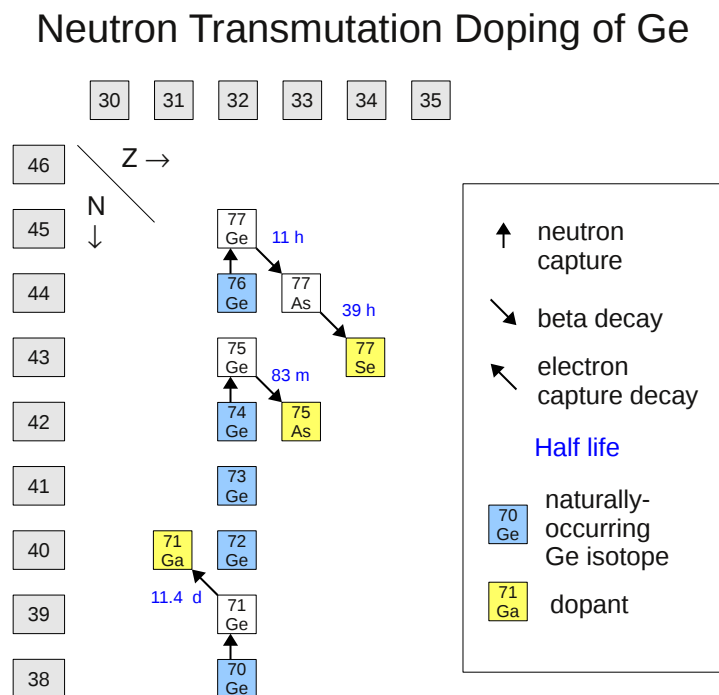 Neutron Transmutation Doping of Ge
30 31 32 33 34 35
46
Z →
N
↓
45
77
Ge
11 h
44
76
Ge
77
As
39 h
43
75
Ge
77
Se
83 m
42
74
Ge
75
As
41
73
Ge
40
71
Ga
72
Ge
11.4 d
39
71
Ge
38
70
Ge
neutron
capture
beta decay
electron
capture decay
Half life
70
Ge
naturally-
occurring
Ge isotope
71
Ga
dopant